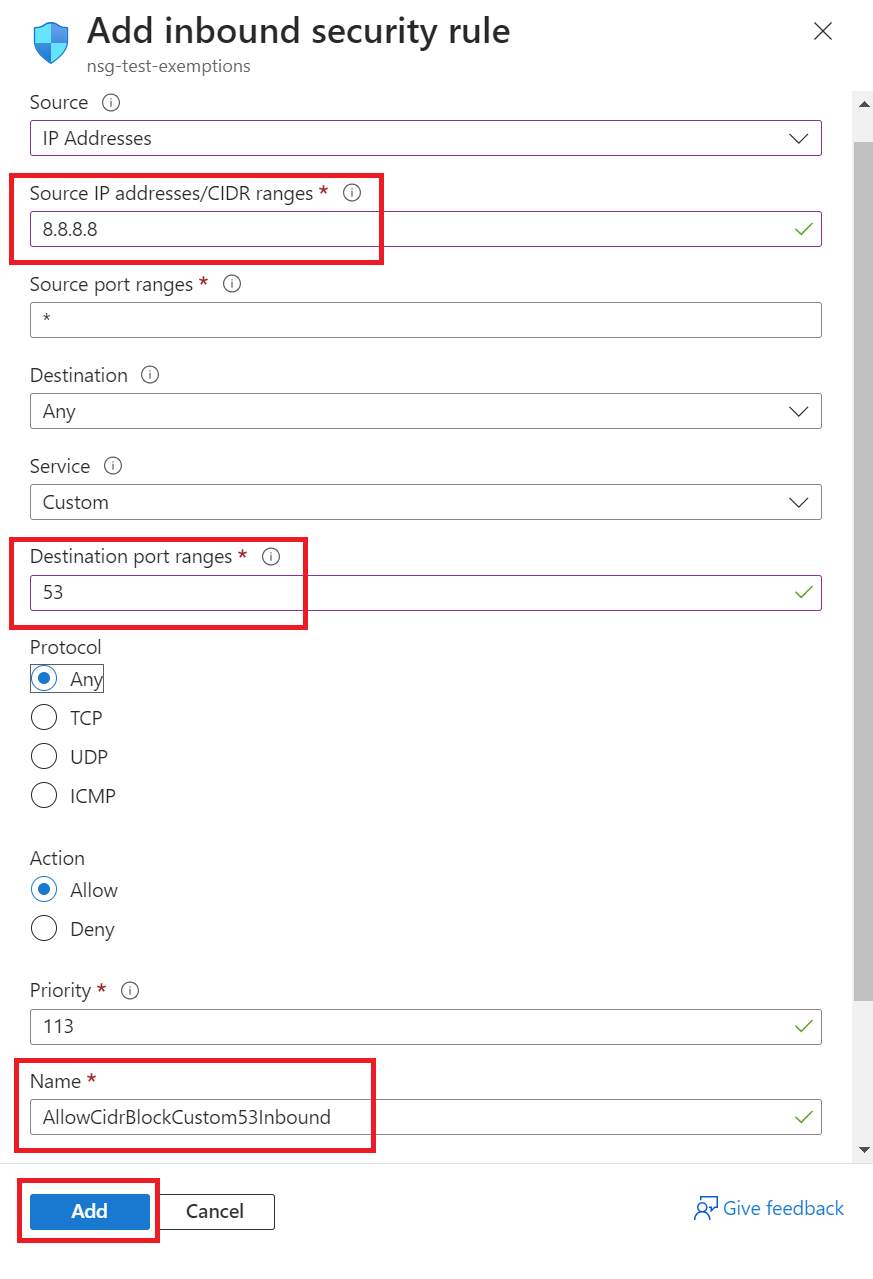 Add inbound security rule
nsg-test-exemptions
Source
IP Addresses
Source IP addresses/CIDR ranges *
8.8.8.8
Source port ranges *
*
Destination
Any
Service
Custom
Destination port ranges *
53
Protocol
Any
TCP
UDP
ICMP
Action
Allow
Deny
Priority *
113
Name *
AllowCidrBlockCustom53Inbound
Add Cancel Give feedback